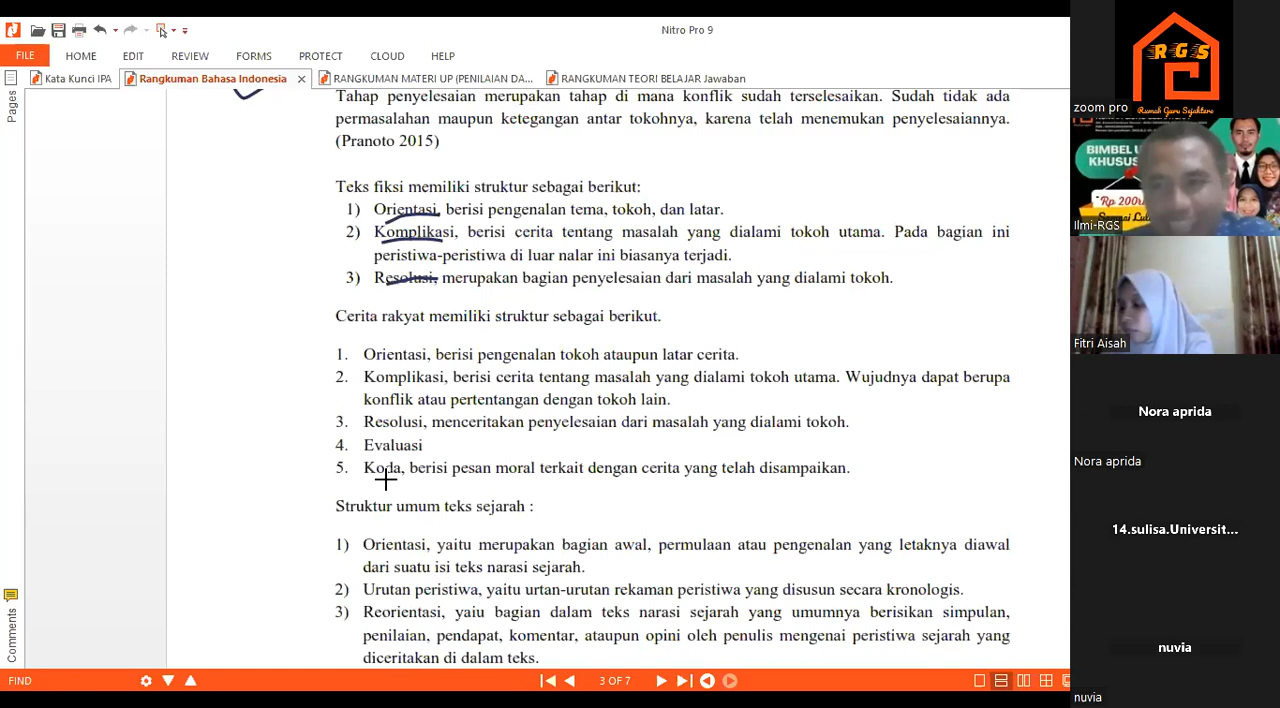 Nitro Pro 9
FILE HOME EDIT REVIEW FORMS PROTECT CLOUD HELP
Kata Kunci IPA Rangkuman Bahasa Indonesia RANGKUMAN MATERI UP (PENILAIAN DA... RANGKUMAN TEORI BELAJAR Jawaban
Pages
Tahap penyelesaian merupakan tahap di mana konflik sudah terselesaikan. Sudah tidak ada
permasalahan maupun ketegangan antar tokohnya, karena telah menemukan penyelesaiannya.
(Pranoto 2015)
Teks fiksi memiliki struktur sebagai berikut:
1) Orientasi, berisi pengenalan tema, tokoh, dan latar.
2) Komplikasi, berisi cerita tentang masalah yang dialami tokoh utama. Pada bagian ini
peristiwa-peristiwa di luar nalar ini biasanya terjadi.
3) Resolusi, merupakan bagian penyelesaian dari masalah yang dialami tokoh.
Cerita rakyat memiliki struktur sebagai berikut.
1. Orientasi, berisi pengenalan tokoh ataupun latar cerita.
2. Komplikasi, berisi cerita tentang masalah yang dialami tokoh utama. Wujudnya dapat berupa
konflik atau pertentangan dengan tokoh lain.
3. Resolusi, menceritakan penyelesaian dari masalah yang dialami tokoh.
4. Evaluasi
5. Koda, berisi pesan moral terkait dengan cerita yang telah disampaikan.
Struktur umum teks sejarah :
1) Orientasi, yaitu merupakan bagian awal, permulaan atau pengenalan yang letaknya diawal
dari suatu isi teks narasi sejarah.
2) Urutan peristiwa, yaitu urtan-urutan rekaman peristiwa yang disusun secara kronologis.
3) Reorientasi, yaiu bagian dalam teks narasi sejarah yang umumnya berisikan simpulan,
penilaian, pendapat, komentar, ataupun opini oleh penulis mengenai peristiwa sejarah yang
diceritakan di dalam teks.
Comments
FIND
3 OF 7
RGS
Rumah Guru Sejahtera
zoom pro
BIMBEL U
KHUSUS
Rp 200r
Ilmi-RGS
Fitri Aisah
Nora aprida
Nora aprida
14.sulisa.Universit...
nuvia
nuvia